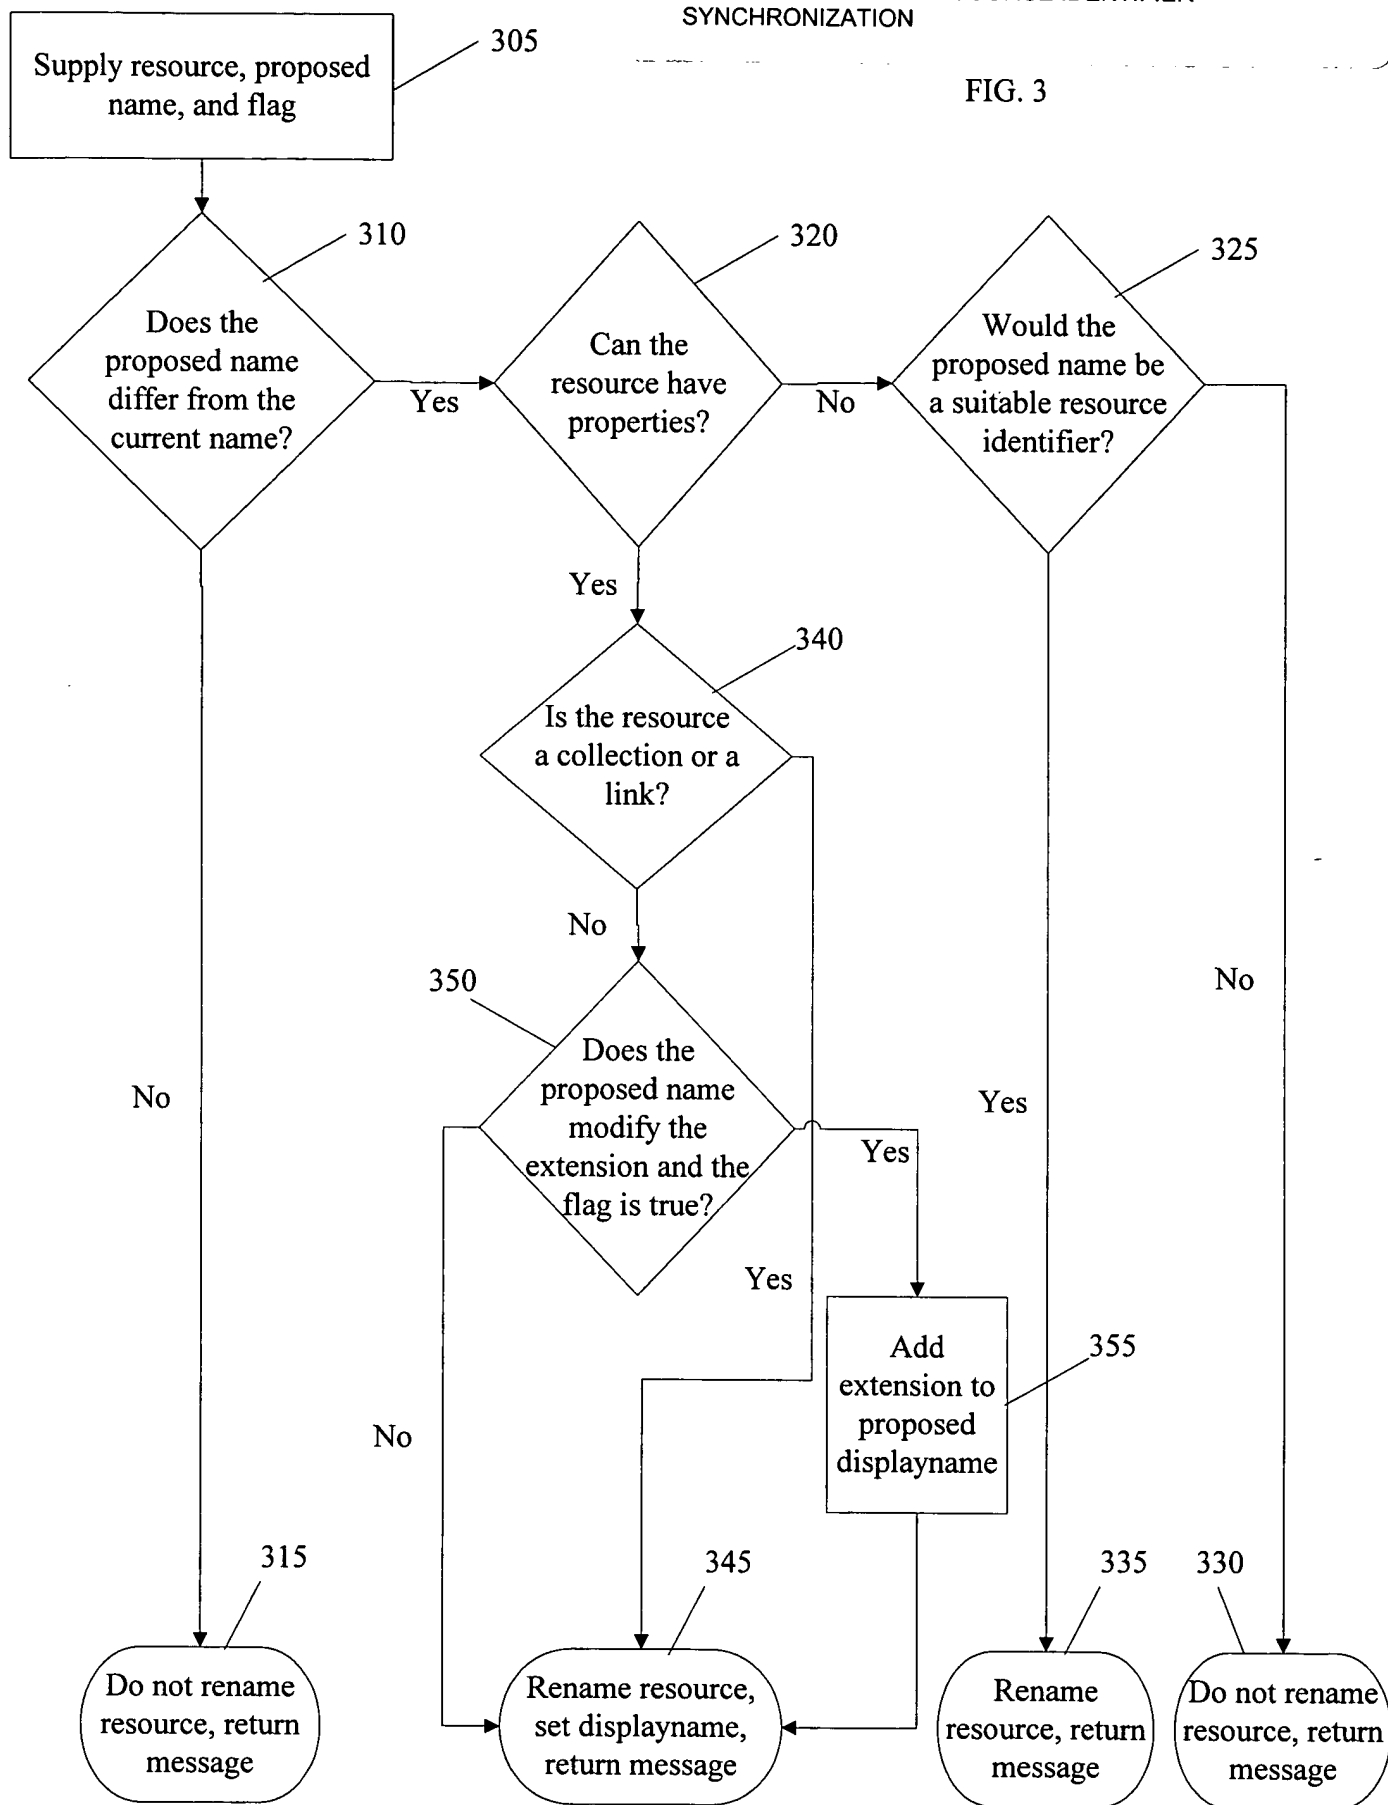 SYNCHRONIZATION
305
Supply resource, proposed
name, and flag
FIG. 3
310
320
325
Does the
proposed name
differ from the
current name?
Yes
Can the
resource have
properties?
No
Would the
proposed name be
a suitable resource
identifier?
Yes
340
Is the resource
a collection or a
link?
No
350
No
Does the
proposed name
modify the
extension and the
flag is true?
No
Yes
Yes
Yes
Add
extension to
proposed
displayname
355
No
315
345
335
330
Do not rename
resource, return
message
Rename resource,
set displayname,
return message
Rename
resource, return
message
Do not rename
resource, return
message